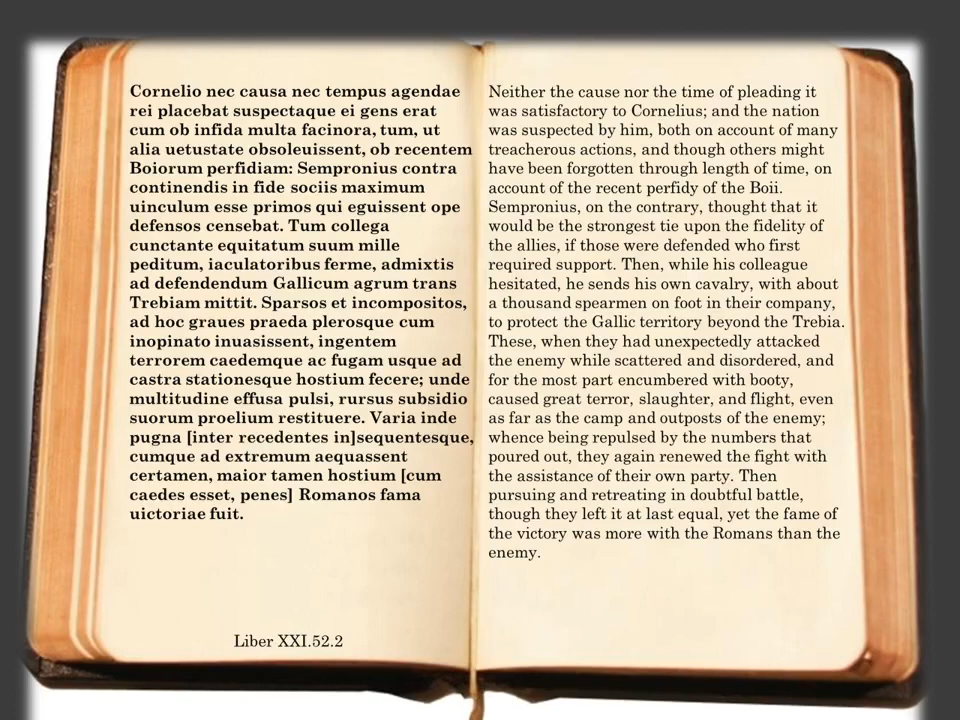 Cornelio nec causa nec tempus agendae
rei placebat suspectaque ei gens erat
cum ob infida multa facinora, tum, ut
alia uetustate obsoleuissent, ob recentem
Boiorum perfidiam: Sempronius contra
continendis in fide sociis maximum
uinculum esse primos qui eguissent ope
defensos censebat. Tum collega
cunctante equitatum suum mille
peditum, iaculatoribus ferme, admixtis
ad defendendum Gallicum agrum trans
Trebiam mittit. Sparsos et incompositos,
ad hoc graues praeda plerosque cum
inopinato inuasissent, ingentem
terrorem caedemque ac fugam usque ad
castra stationesque hostium fecere; unde
multitudine effusa pulsi, rursus subsidio
suorum proelium restituere. Varia inde
pugna [inter recedentes in]sequentesque,
cumque ad extremum aequassent
certamen, maior tamen hostium [cum
caedes esset, penes] Romanos fama
uictoriae fuit.
Liber XXI.52.2
Neither the cause nor the time of pleading it
was satisfactory to Cornelius; and the nation
was suspected by him, both on account of many
treacherous actions, and though others might
have been forgotten through length of time, on
account of the recent perfidy of the Boii.
Sempronius, on the contrary, thought that it
would be the strongest tie upon the fidelity of
the allies, if those were defended who first
required support. Then, while his colleague
hesitated, he sends his own cavalry, with about
a thousand spearmen on foot in their company,
to protect the Gallic territory beyond the Trebia.
These, when they had unexpectedly attacked
the enemy while scattered and disordered, and
for the most part encumbered with booty,
caused great terror, slaughter, and flight, even
as far as the camp and outposts of the enemy;
whence being repulsed by the numbers that
poured out, they again renewed the fight with
the assistance of their own party. Then
pursuing and retreating in doubtful battle,
though they left it at last equal, yet the fame of
the victory was more with the Romans than the
enemy.